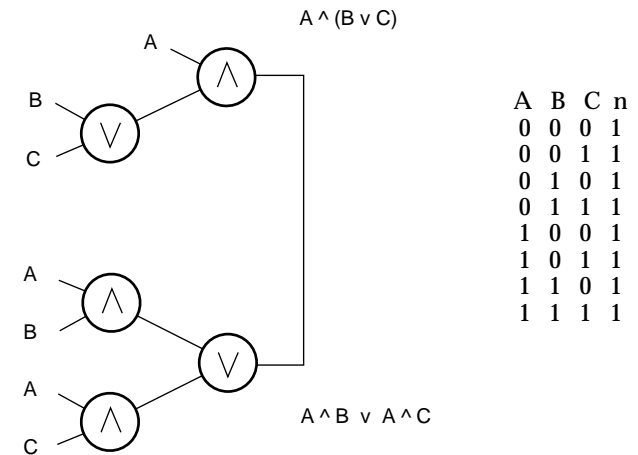 A ^ (B v C)
A
∧
B
∨
C
A
∧
B
∨
A
∧
C
A ^ B v A ^ C
A B C n
0 0 0 1
0 0 1 1
0 1 0 1
0 1 1 1
1 0 0 1
1 0 1 1
1 1 0 1
1 1 1 1